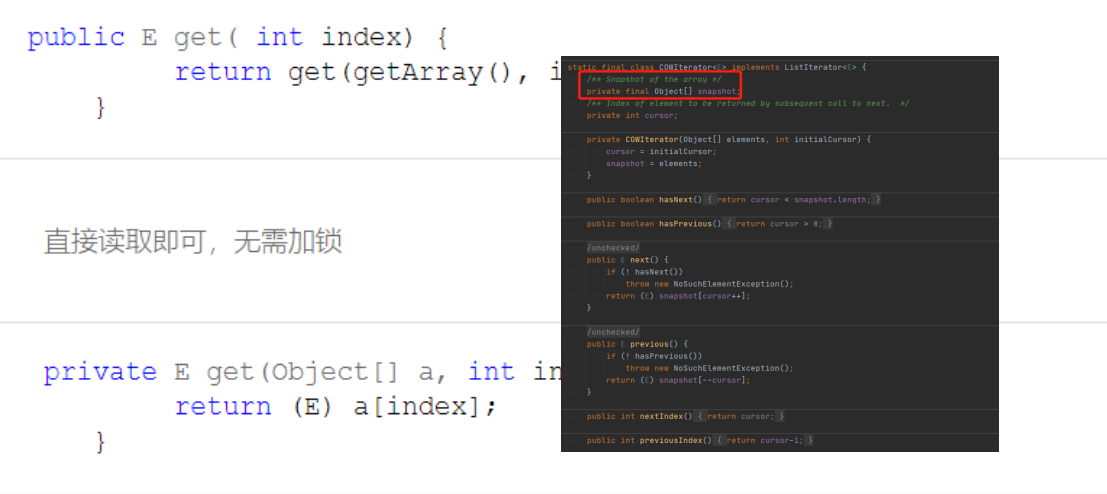 public E get( int index) {
return get(getArray(), i
}
直接读取即可，无需加锁
private E get(Object[] a, int in
return (E) a[index];
}
static final class COWIterator<E> implements ListIterator<E> {
/** Snapshot of the array */
private final Object[] snapshot;
/** Index of element to be returned by subsequent call to next.  */
private int cursor;
private COWIterator(Object[] elements, int initialCursor) {
cursor = initialCursor;
snapshot = elements;
}
public boolean hasNext() { return cursor < snapshot.length; }
public boolean hasPrevious() { return cursor > 0; }
/unchecked/
public E next() {
if (! hasNext())
throw new NoSuchElementException();
return (E) snapshot[cursor++];
}
/unchecked/
public E previous() {
if (! hasPrevious())
throw new NoSuchElementException();
return (E) snapshot[--cursor];
}
public int nextIndex() { return cursor; }
public int previousIndex() { return cursor-1; }